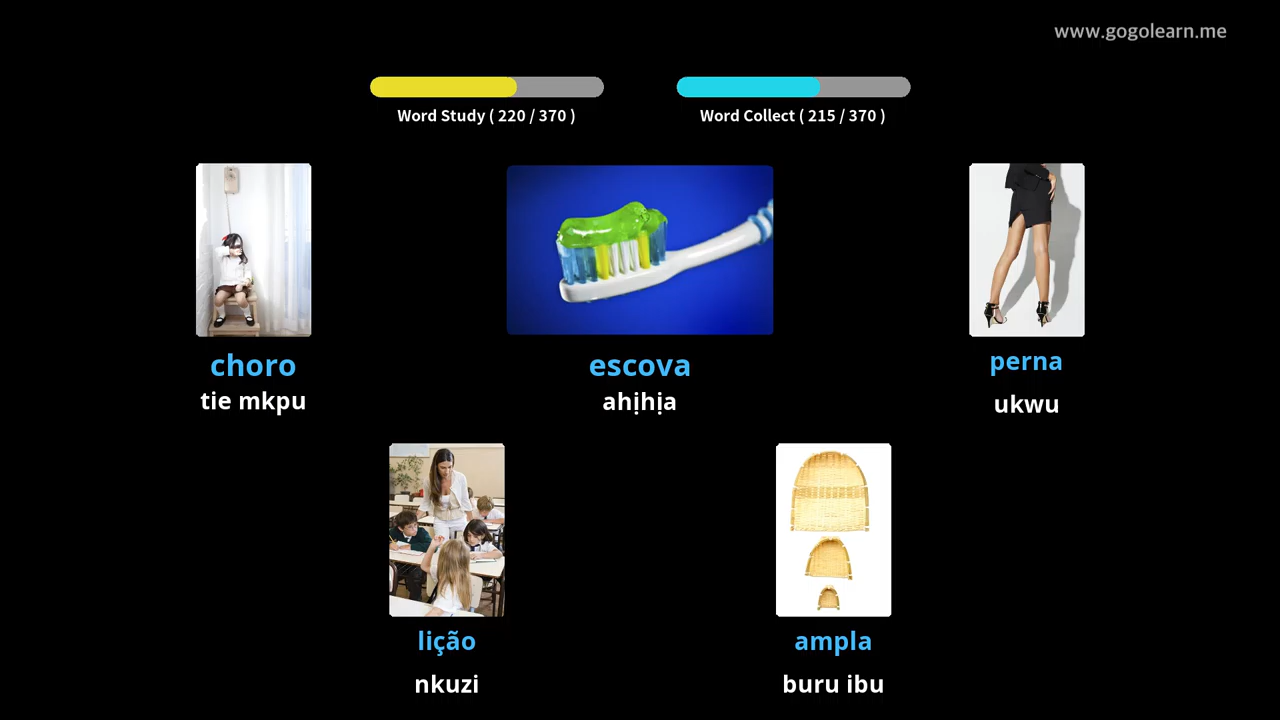 www.gogolearn.me
Word Study ( 220 / 370 )
Word Collect ( 215 / 370 )
choro
tie mkpu
escova
ahịhịa
perna
ukwu
lição
nkuzi
ampla
buru ibu